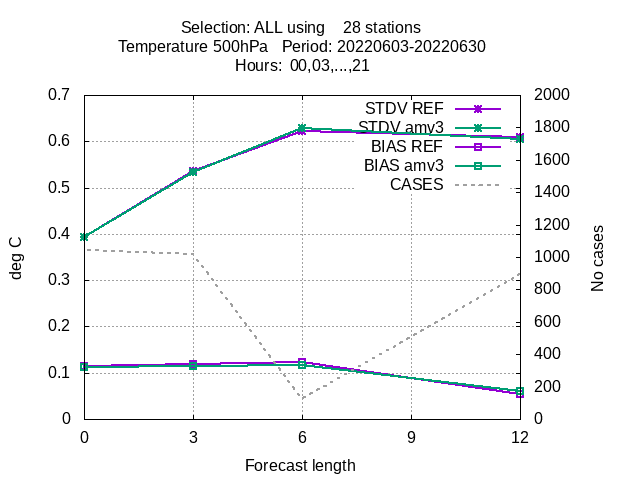 Selection: ALL using    28 stations
Temperature 500hPa   Period: 20220603-20220630
Hours: 00,03,...,21
0.7
0.6
0.5
0.4
0.3
0.2
0.1
0
deg C
2000
1800
1600
1400
1200
1000
800
600
400
200
0
No cases
STDV REF
STDV amv3
BIAS REF
BIAS amv3
CASES
0 3 6 9 12
Forecast length